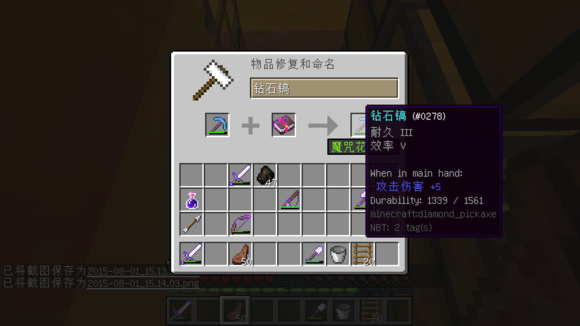 物品修复和命名
钻石镐
钻石镐 (#0278)
耐久 III
效率 V
魔咒花
When in main hand:
攻击伤害 +5
Durability: 1339 / 1561
minecraft:diamond_pickaxe
NBT: 2 tag(s)
47
50
已将截图保存为2015-08-01_15.13.
已将截图保存为2015-08-01_15.14.03.png